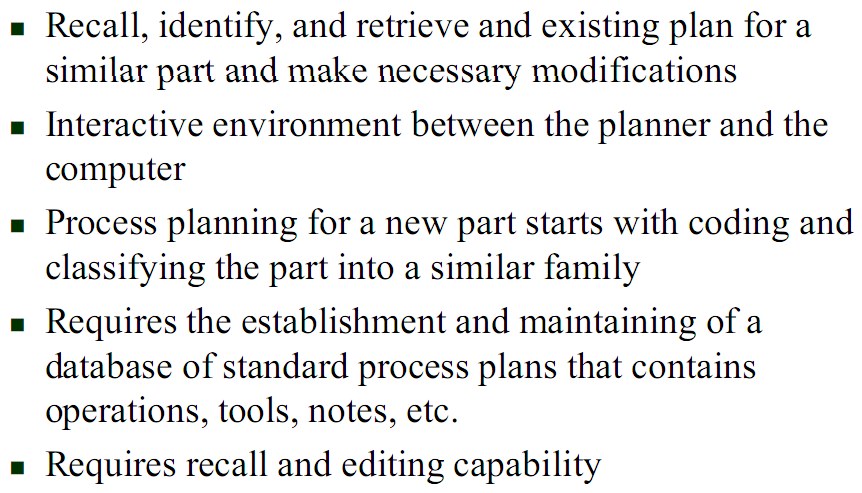 ▪ Recall, identify, and retrieve and existing plan for a
similar part and make necessary modifications
▪ Interactive environment between the planner and the
computer
▪ Process planning for a new part starts with coding and
classifying the part into a similar family
▪ Requires the establishment and maintaining of a
database of standard process plans that contains
operations, tools, notes, etc.
▪ Requires recall and editing capability